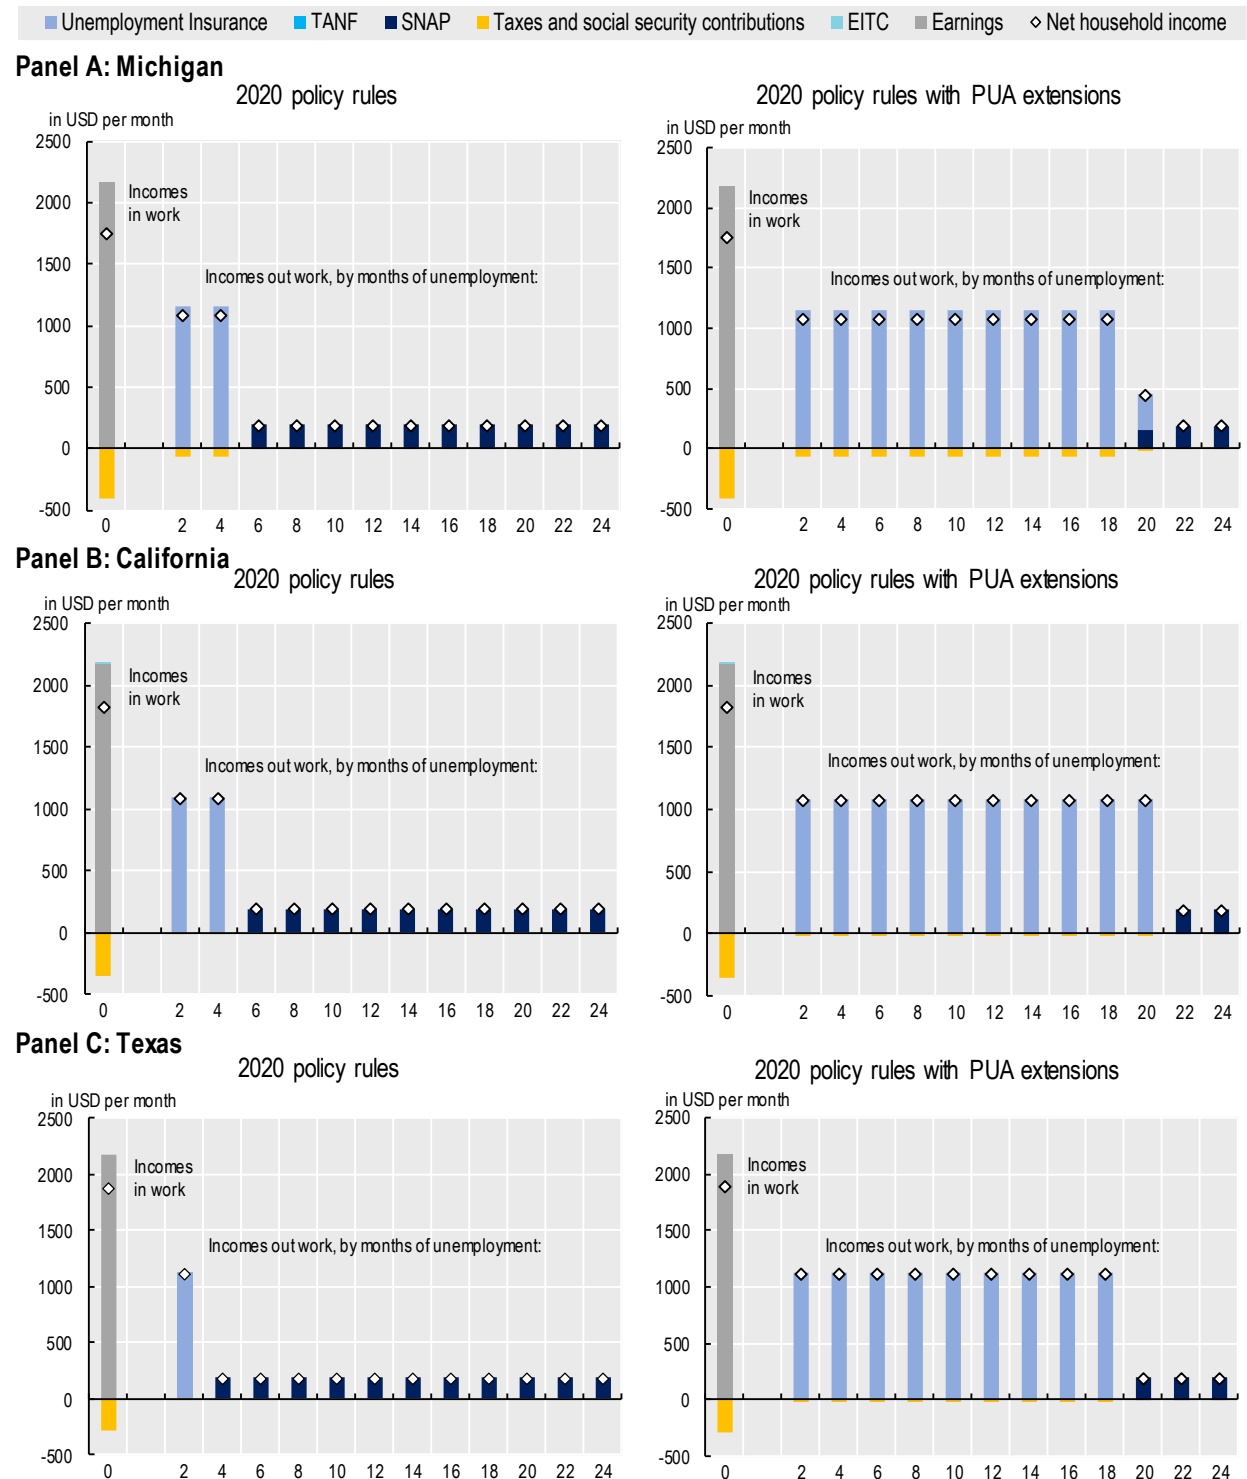 Unemployment Insurance TANF SNAP Taxes and social security contributions EITC Earnings Net household income
Panel A: Michigan
2020 policy rules
in USD per month
2500
2000
1500
1000
500
0
-500
Incomes
in work
Incomes out work, by months of unemployment:
0 2 4 6 8 10 12 14 16 18 20 22 24
2020 policy rules with PUA extensions
in USD per month
2500
2000
1500
1000
500
0
-500
Incomes
in work
Incomes out work, by months of unemployment:
0 2 4 6 8 10 12 14 16 18 20 22 24
Panel B: California
2020 policy rules
in USD per month
2500
2000
1500
1000
500
0
-500
Incomes
in work
Incomes out work, by months of unemployment:
0 2 4 6 8 10 12 14 16 18 20 22 24
2020 policy rules with PUA extensions
in USD per month
2500
2000
1500
1000
500
0
-500
Incomes
in work
Incomes out work, by months of unemployment:
0 2 4 6 8 10 12 14 16 18 20 22 24
Panel C: Texas
2020 policy rules
in USD per month
2500
2000
1500
1000
500
0
-500
Incomes
in work
Incomes out work, by months of unemployment:
0 2 4 6 8 10 12 14 16 18 20 22 24
2020 policy rules with PUA extensions
in USD per month
2500
2000
1500
1000
500
0
-500
Incomes
in work
Incomes out work, by months of unemployment:
0 2 4 6 8 10 12 14 16 18 20 22 24